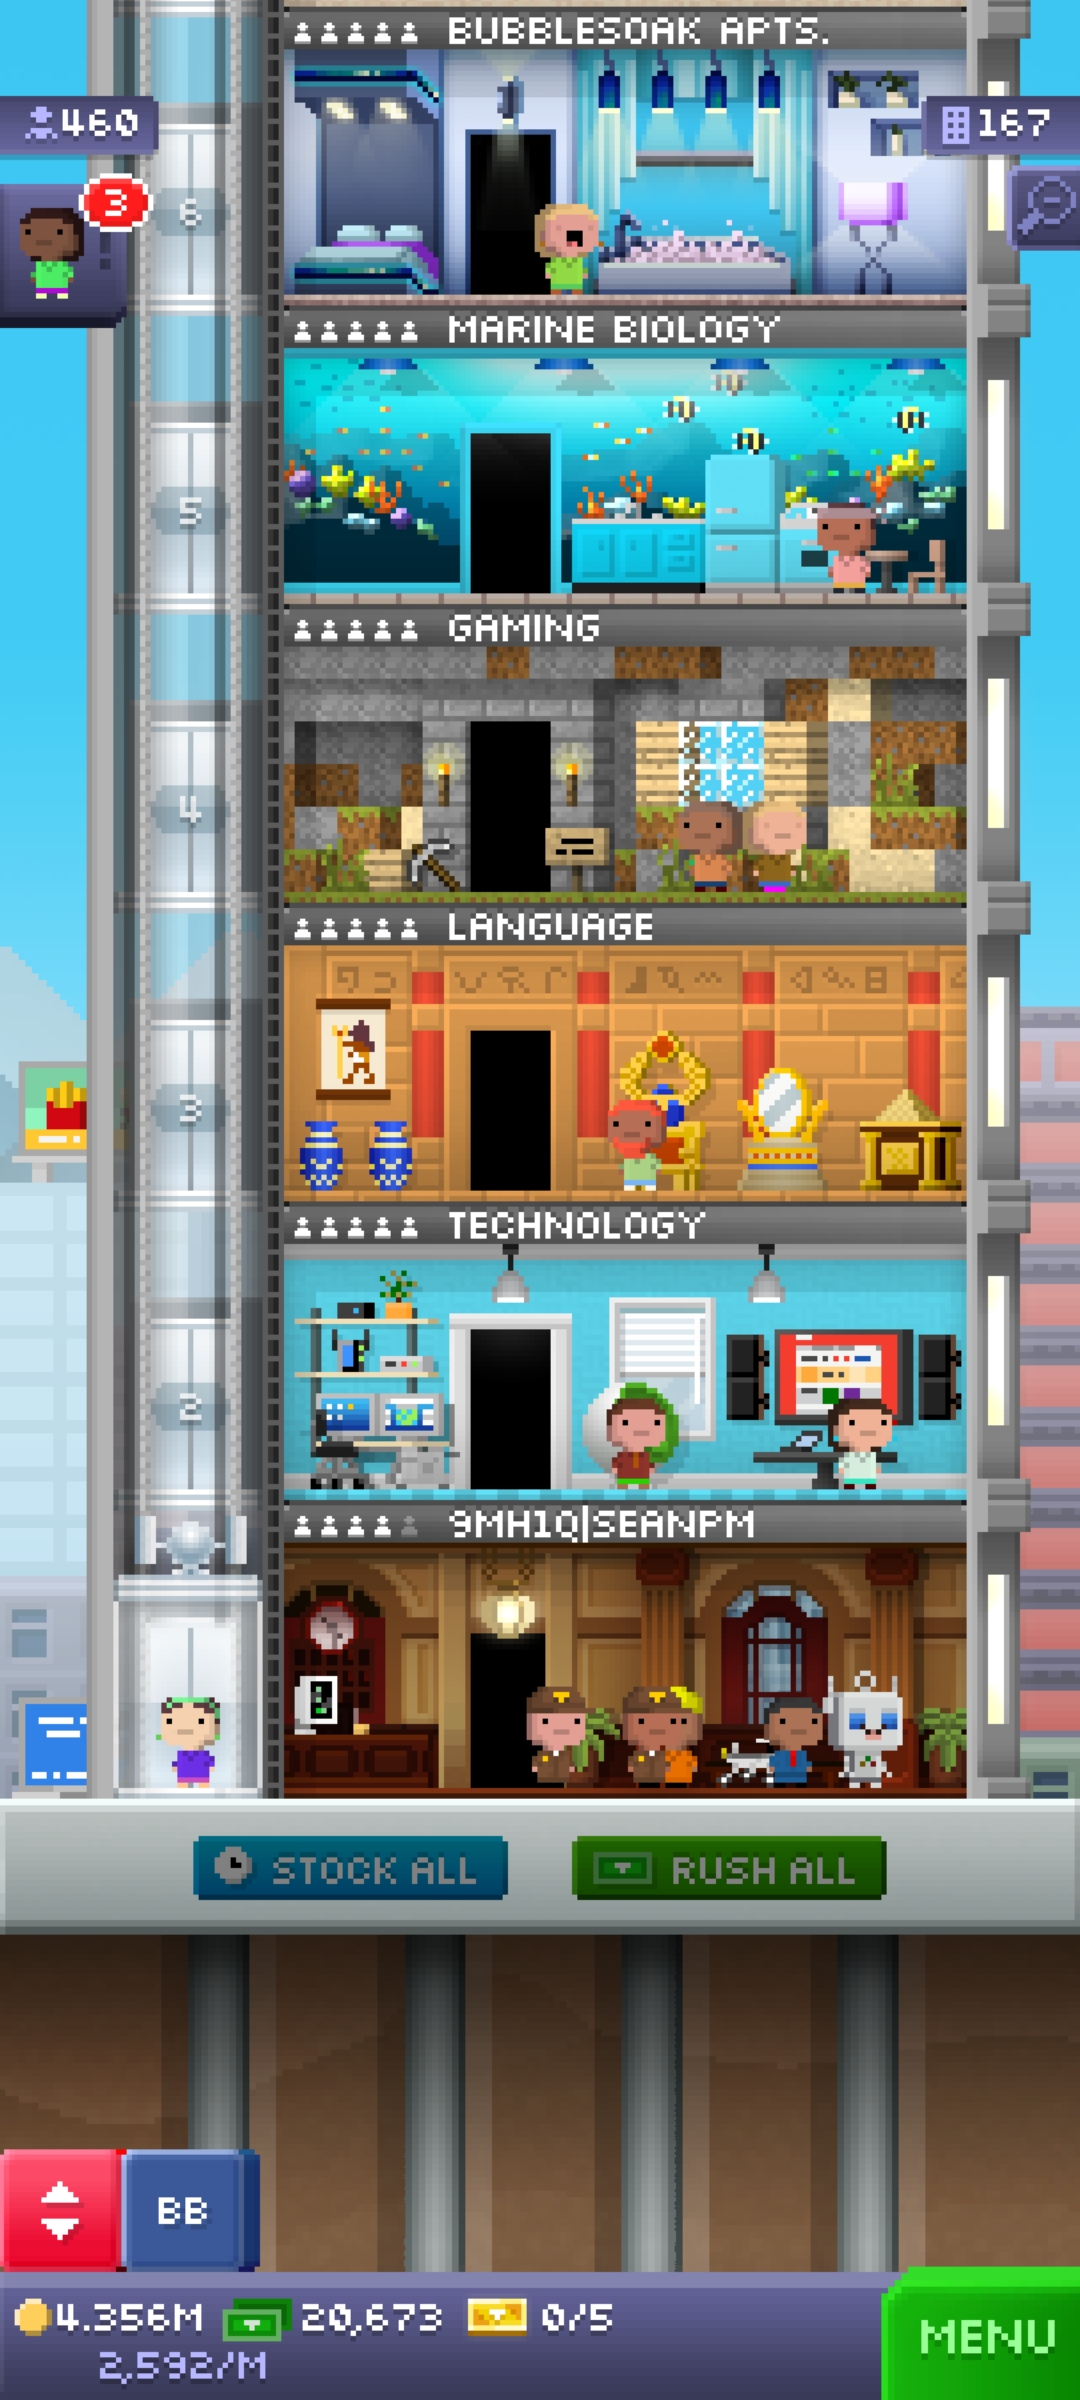 BUBBLESOAK APTS.
460
167
3
6
MARINE BIOLOGY
5
GAMING
4
LANGUAGE
3
TECHNOLOGY
2
9MH1Q|SEANPM
STOCK ALL
RUSH ALL
BB
4.356M
20,673
0/5
2,592/M
MENU